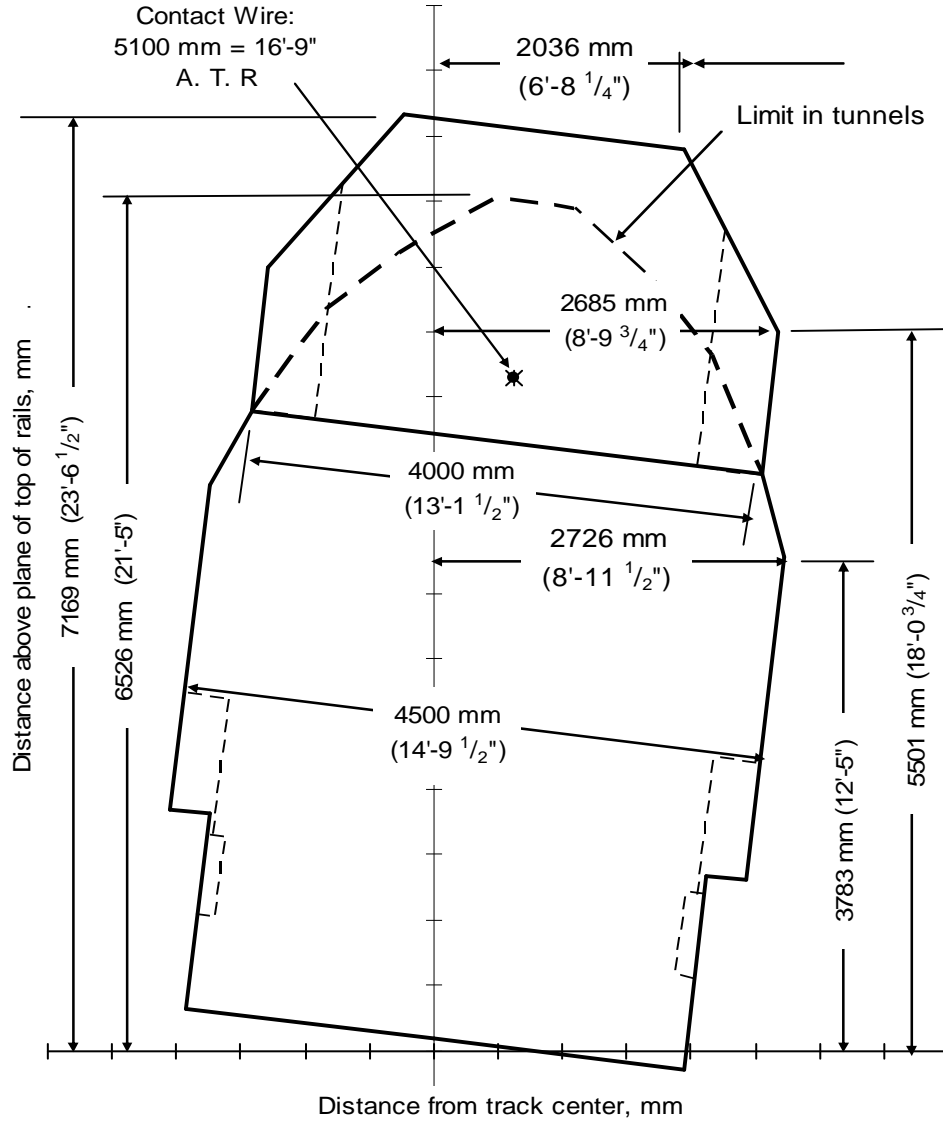 Contact Wire:
5100 mm = 16'-9"
A. T. R
2036 mm
(6'-8 1/4")
Limit in tunnels
2685 mm
(8'-9 3/4")
4000 mm
(13'-1 1/2")
2726 mm
(8'-11 1/2")
4500 mm
(14'-9 1/2")
Distance above plane of top of rails, mm .
7169 mm (23'-6 1/2")
6526 mm (21'-5")
3783 mm (12'-5")
5501 mm (18'-0 3/4")
Distance from track center, mm